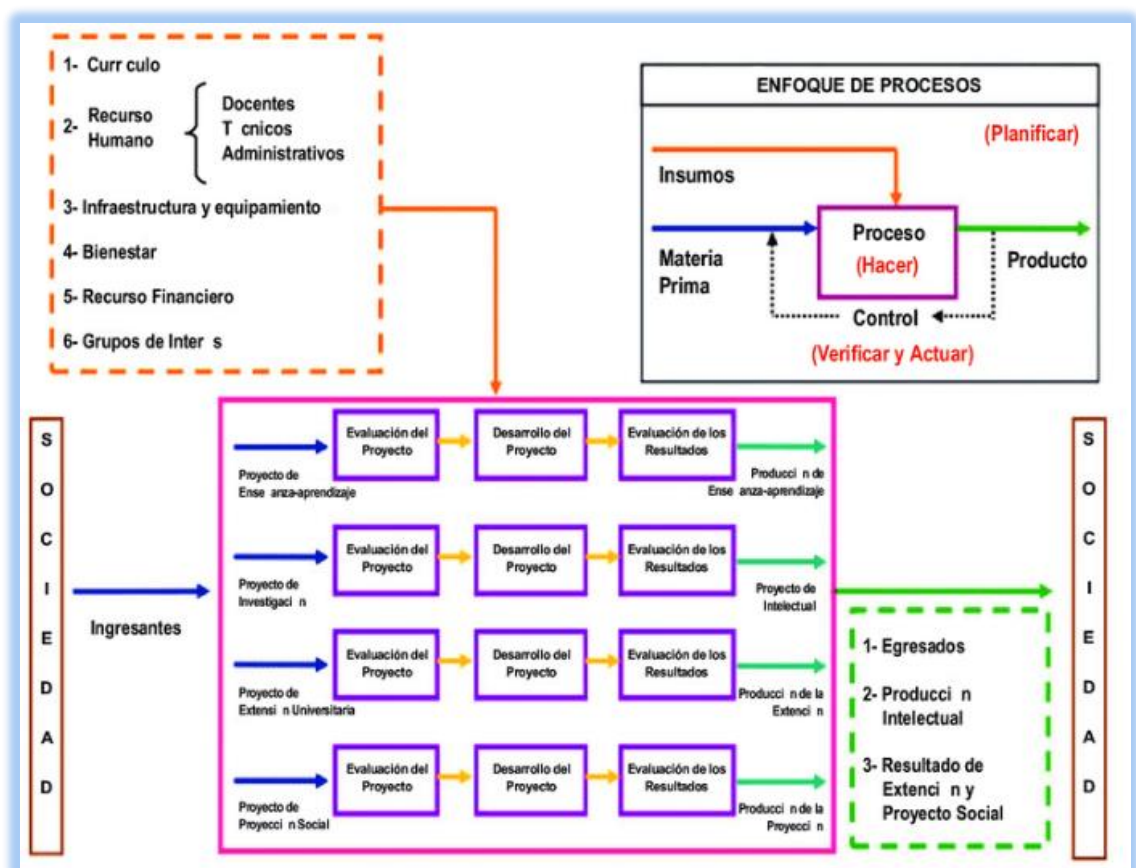 1- Curr culo
2- Recurso
Humano
Docentes
T cnicos
Administrativos
3- Infraestructura y equipamiento
4- Bienestar
5- Recurso Financiero
6- Grupos de Inter s
ENFOQUE DE PROCESOS
(Planificar)
Insumos
Materia
Prima
Proceso
(Hacer)
Producto
Control
(Verificar y Actuar)
SOCIEDAD
Ingresantes
Proyecto de
Ense anza-aprendizaje
Evaluación del
Proyecto
Desarrollo del
Proyecto
Evaluación de los
Resultados
Producci n de
Ense anza-aprendizaje
Proyecto de
Investigaci n
Evaluación del
Proyecto
Desarrollo del
Proyecto
Evaluación de los
Resultados
Proyecto de
Intelectual
Proyecto de
Extensi n Universitaria
Evaluación del
Proyecto
Desarrollo del
Proyecto
Evaluación de los
Resultados
Producci n de la
Extenci n
Proyecto de
Proyecci n Social
Evaluación del
Proyecto
Desarrollo del
Proyecto
Evaluación de los
Resultados
Producci n de la
Proyecci n
1- Egresados
2- Producci n
Intelectual
3- Resultado de
Extenci n y
Proyecto Social
SOCIEDAD